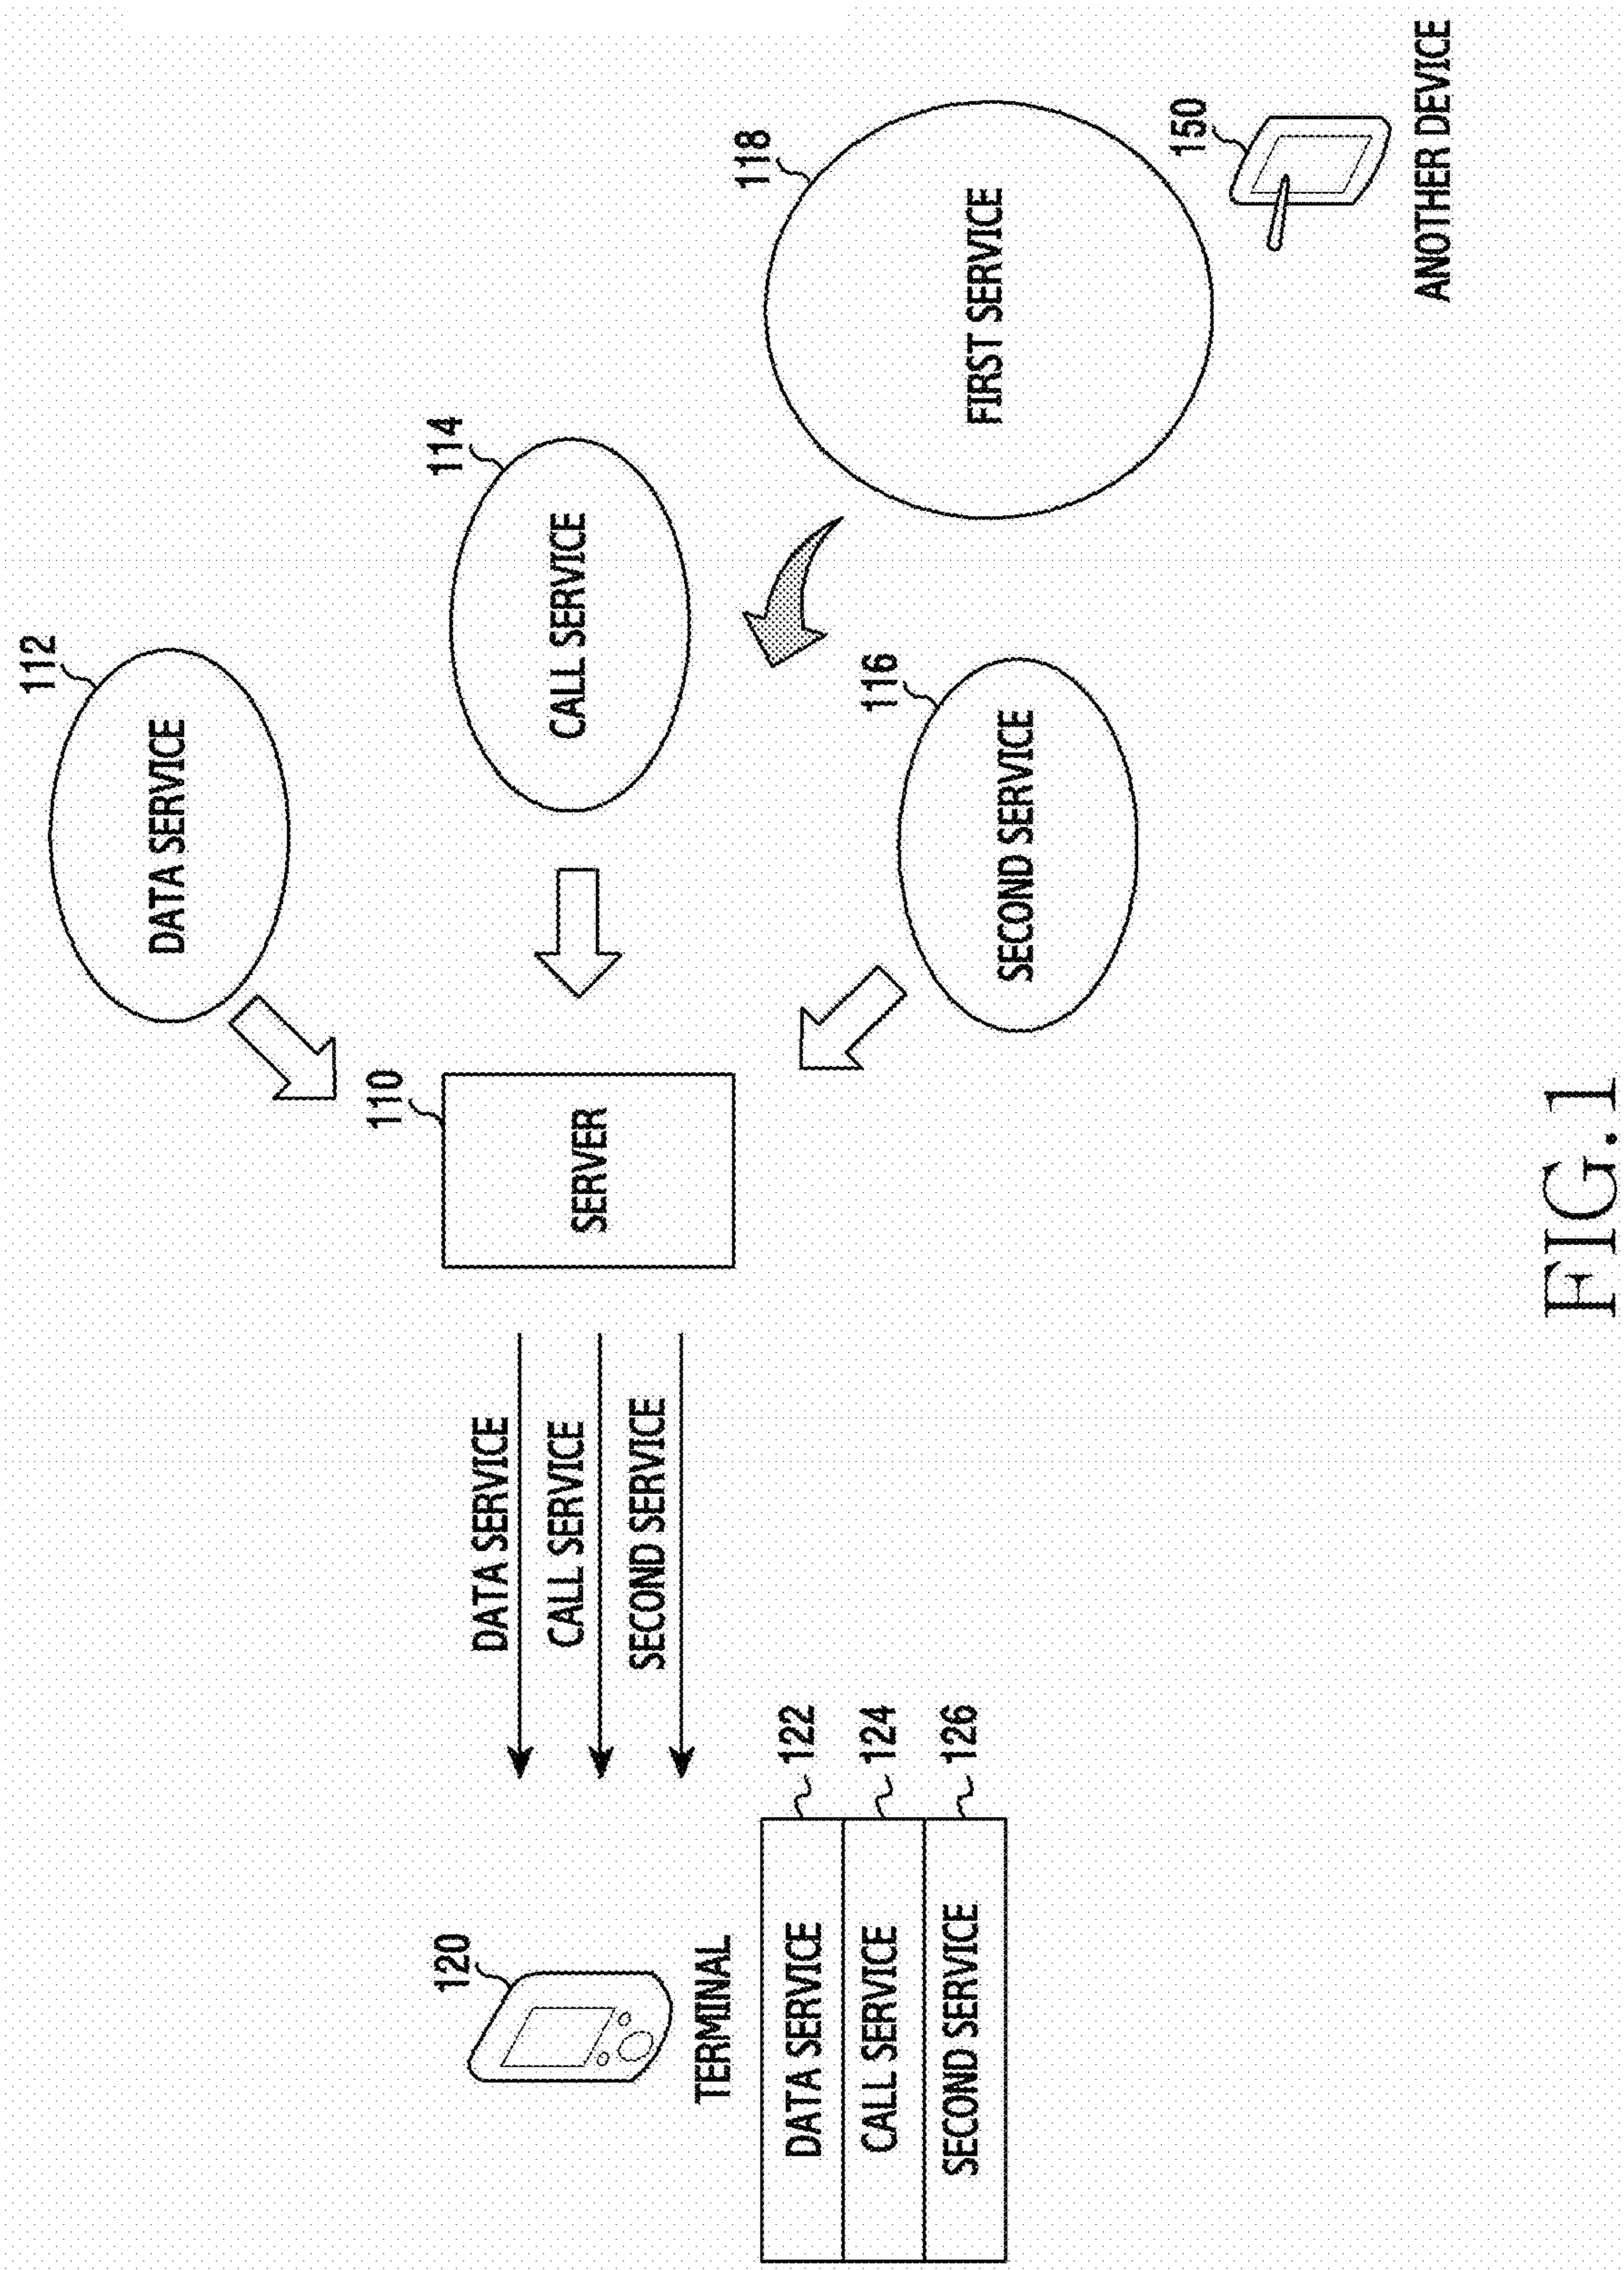 112
DATA SERVICE
114
CALL SERVICE
118
FIRST SERVICE
116
SECOND SERVICE
150
ANOTHER DEVICE
110
SERVER
DATA SERVICE
CALL SERVICE
SECOND SERVICE
120
TERMINAL
DATA SERVICE
122
CALL SERVICE
124
SECOND SERVICE
126
FIG.1